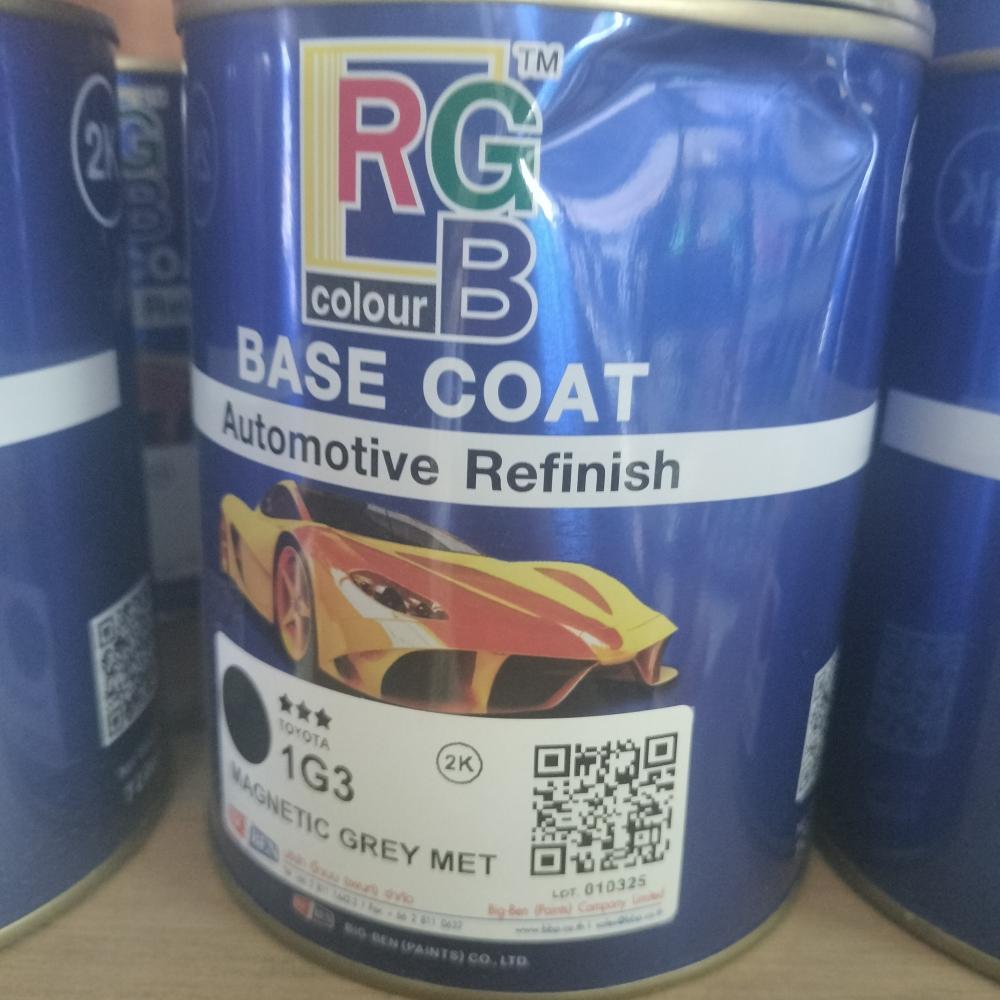 RGB TM
colour
BASE COAT
Automotive Refinish
TOYOTA
1G3
2K
MAGNETIC GREY MET
LOT. 010325
Big-Ben (Paints) Company Limited
BIG-BEN (PAINTS) CO., LTD.